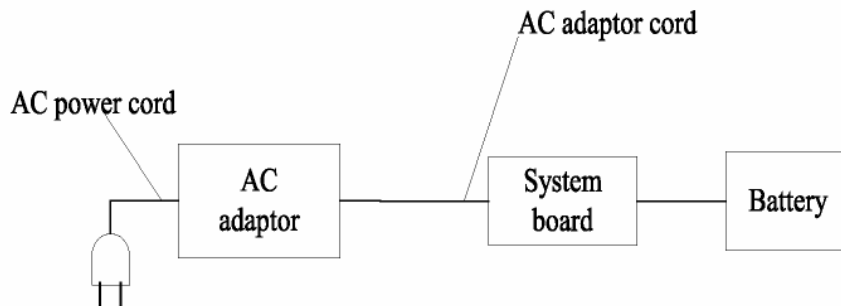 AC adaptor cord
AC power cord
AC
adaptor
System
board
Battery